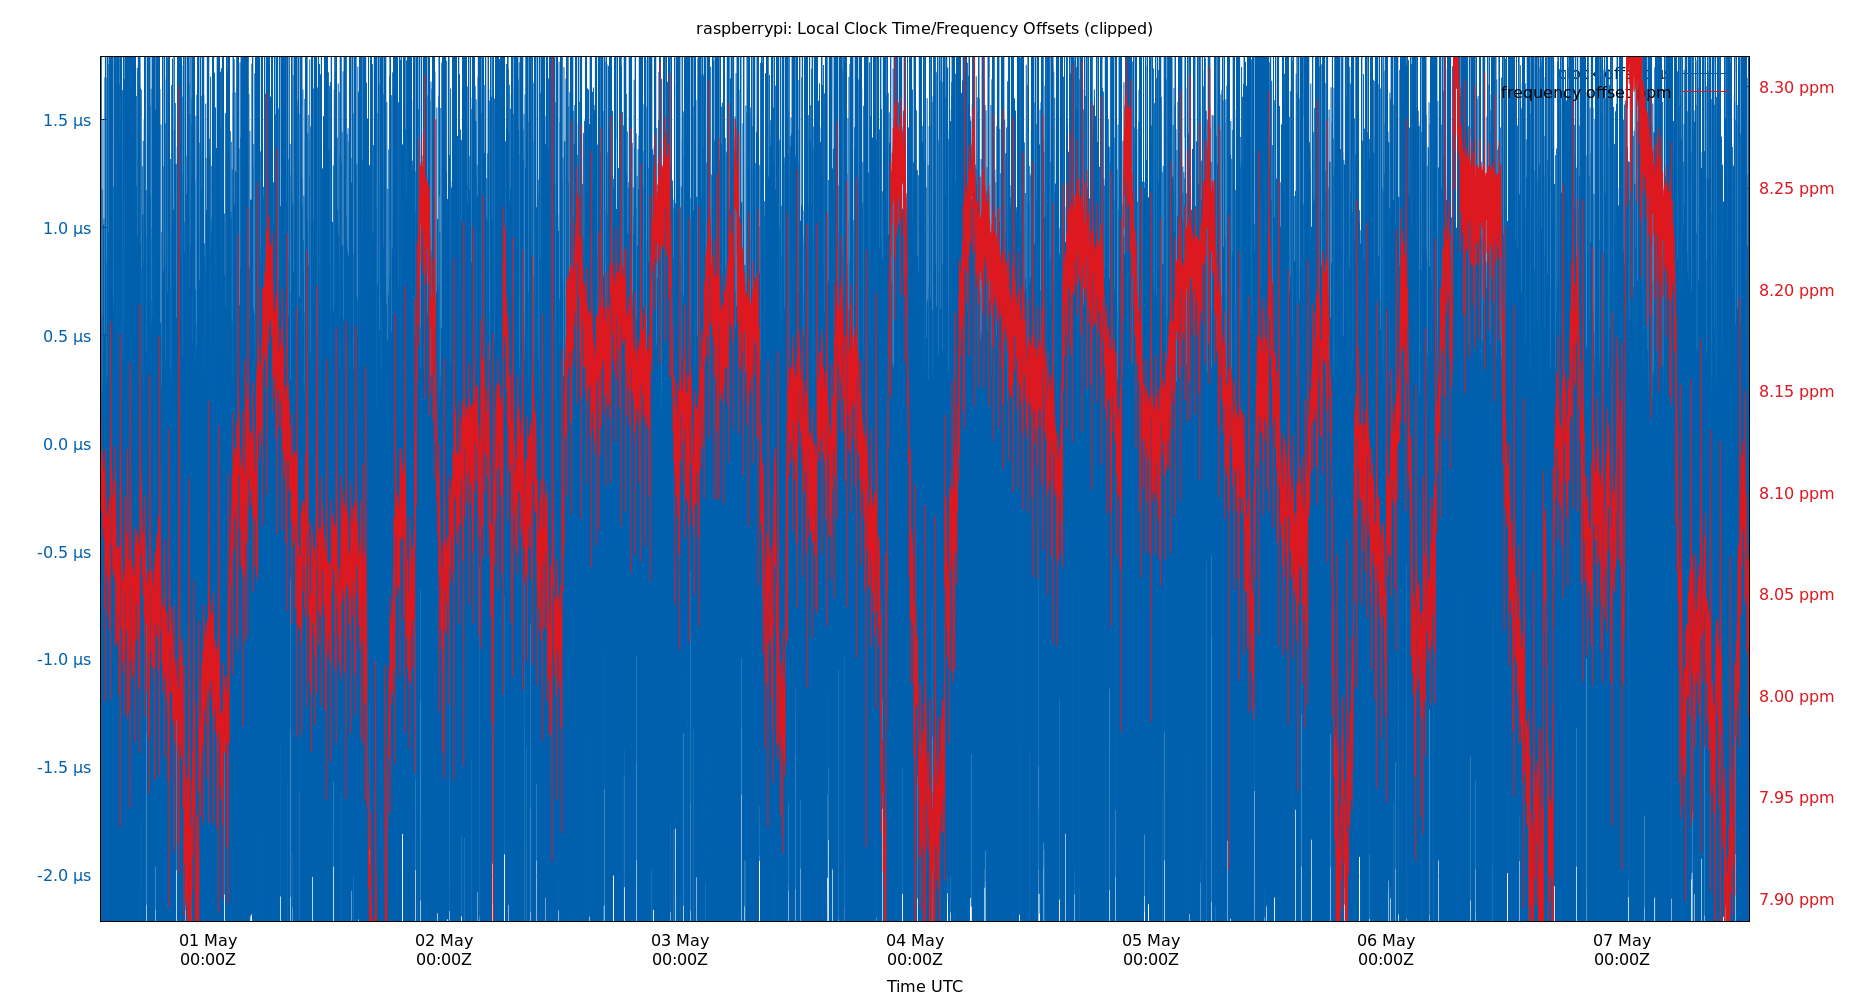 raspberrypi: Local Clock Time/Frequency Offsets (clipped)
frequency offset ppm
1.5 µs
1.0 µs
0.5 µs
0.0 µs
-0.5 µs
-1.0 µs
-1.5 µs
-2.0 µs
8.30 ppm
8.25 ppm
8.20 ppm
8.15 ppm
8.10 ppm
8.05 ppm
8.00 ppm
7.95 ppm
7.90 ppm
01 May 02 May 03 May 04 May 05 May 06 May 07 May
00:00Z 00:00Z 00:00Z 00:00Z 00:00Z 00:00Z 00:00Z
Time UTC